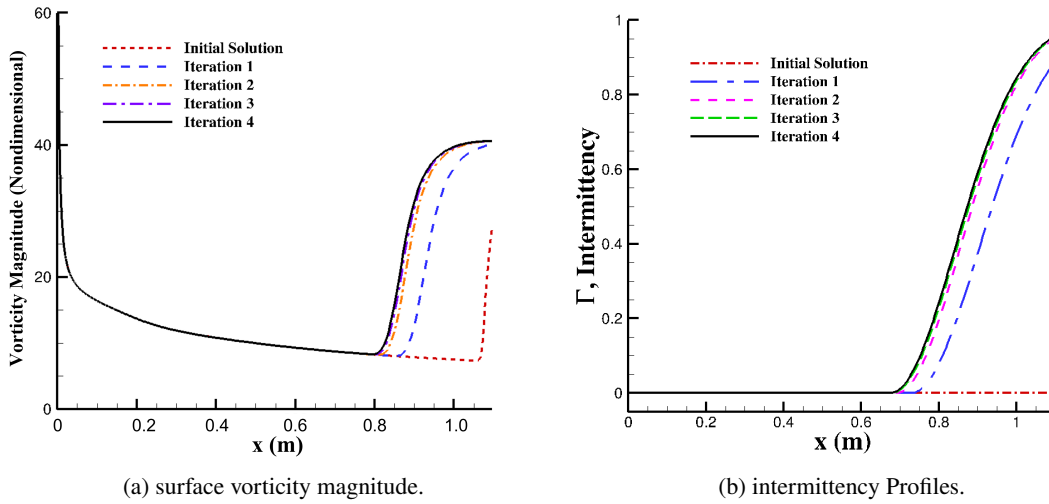 60
40
20
0
0
0.2
0.4
0.6
0.8
1.0
Vorticity Magnitude (Nondimensional)
x (m)
Initial Solution
Iteration 1
Iteration 2
Iteration 3
Iteration 4
(a) surface vorticity magnitude.
1
0.8
0.6
0.4
0.2
0
0
0.2
0.4
0.6
0.8
1
Γ, Intermittency
x (m)
Initial Solution
Iteration 1
Iteration 2
Iteration 3
Iteration 4
(b) intermittency Profiles.